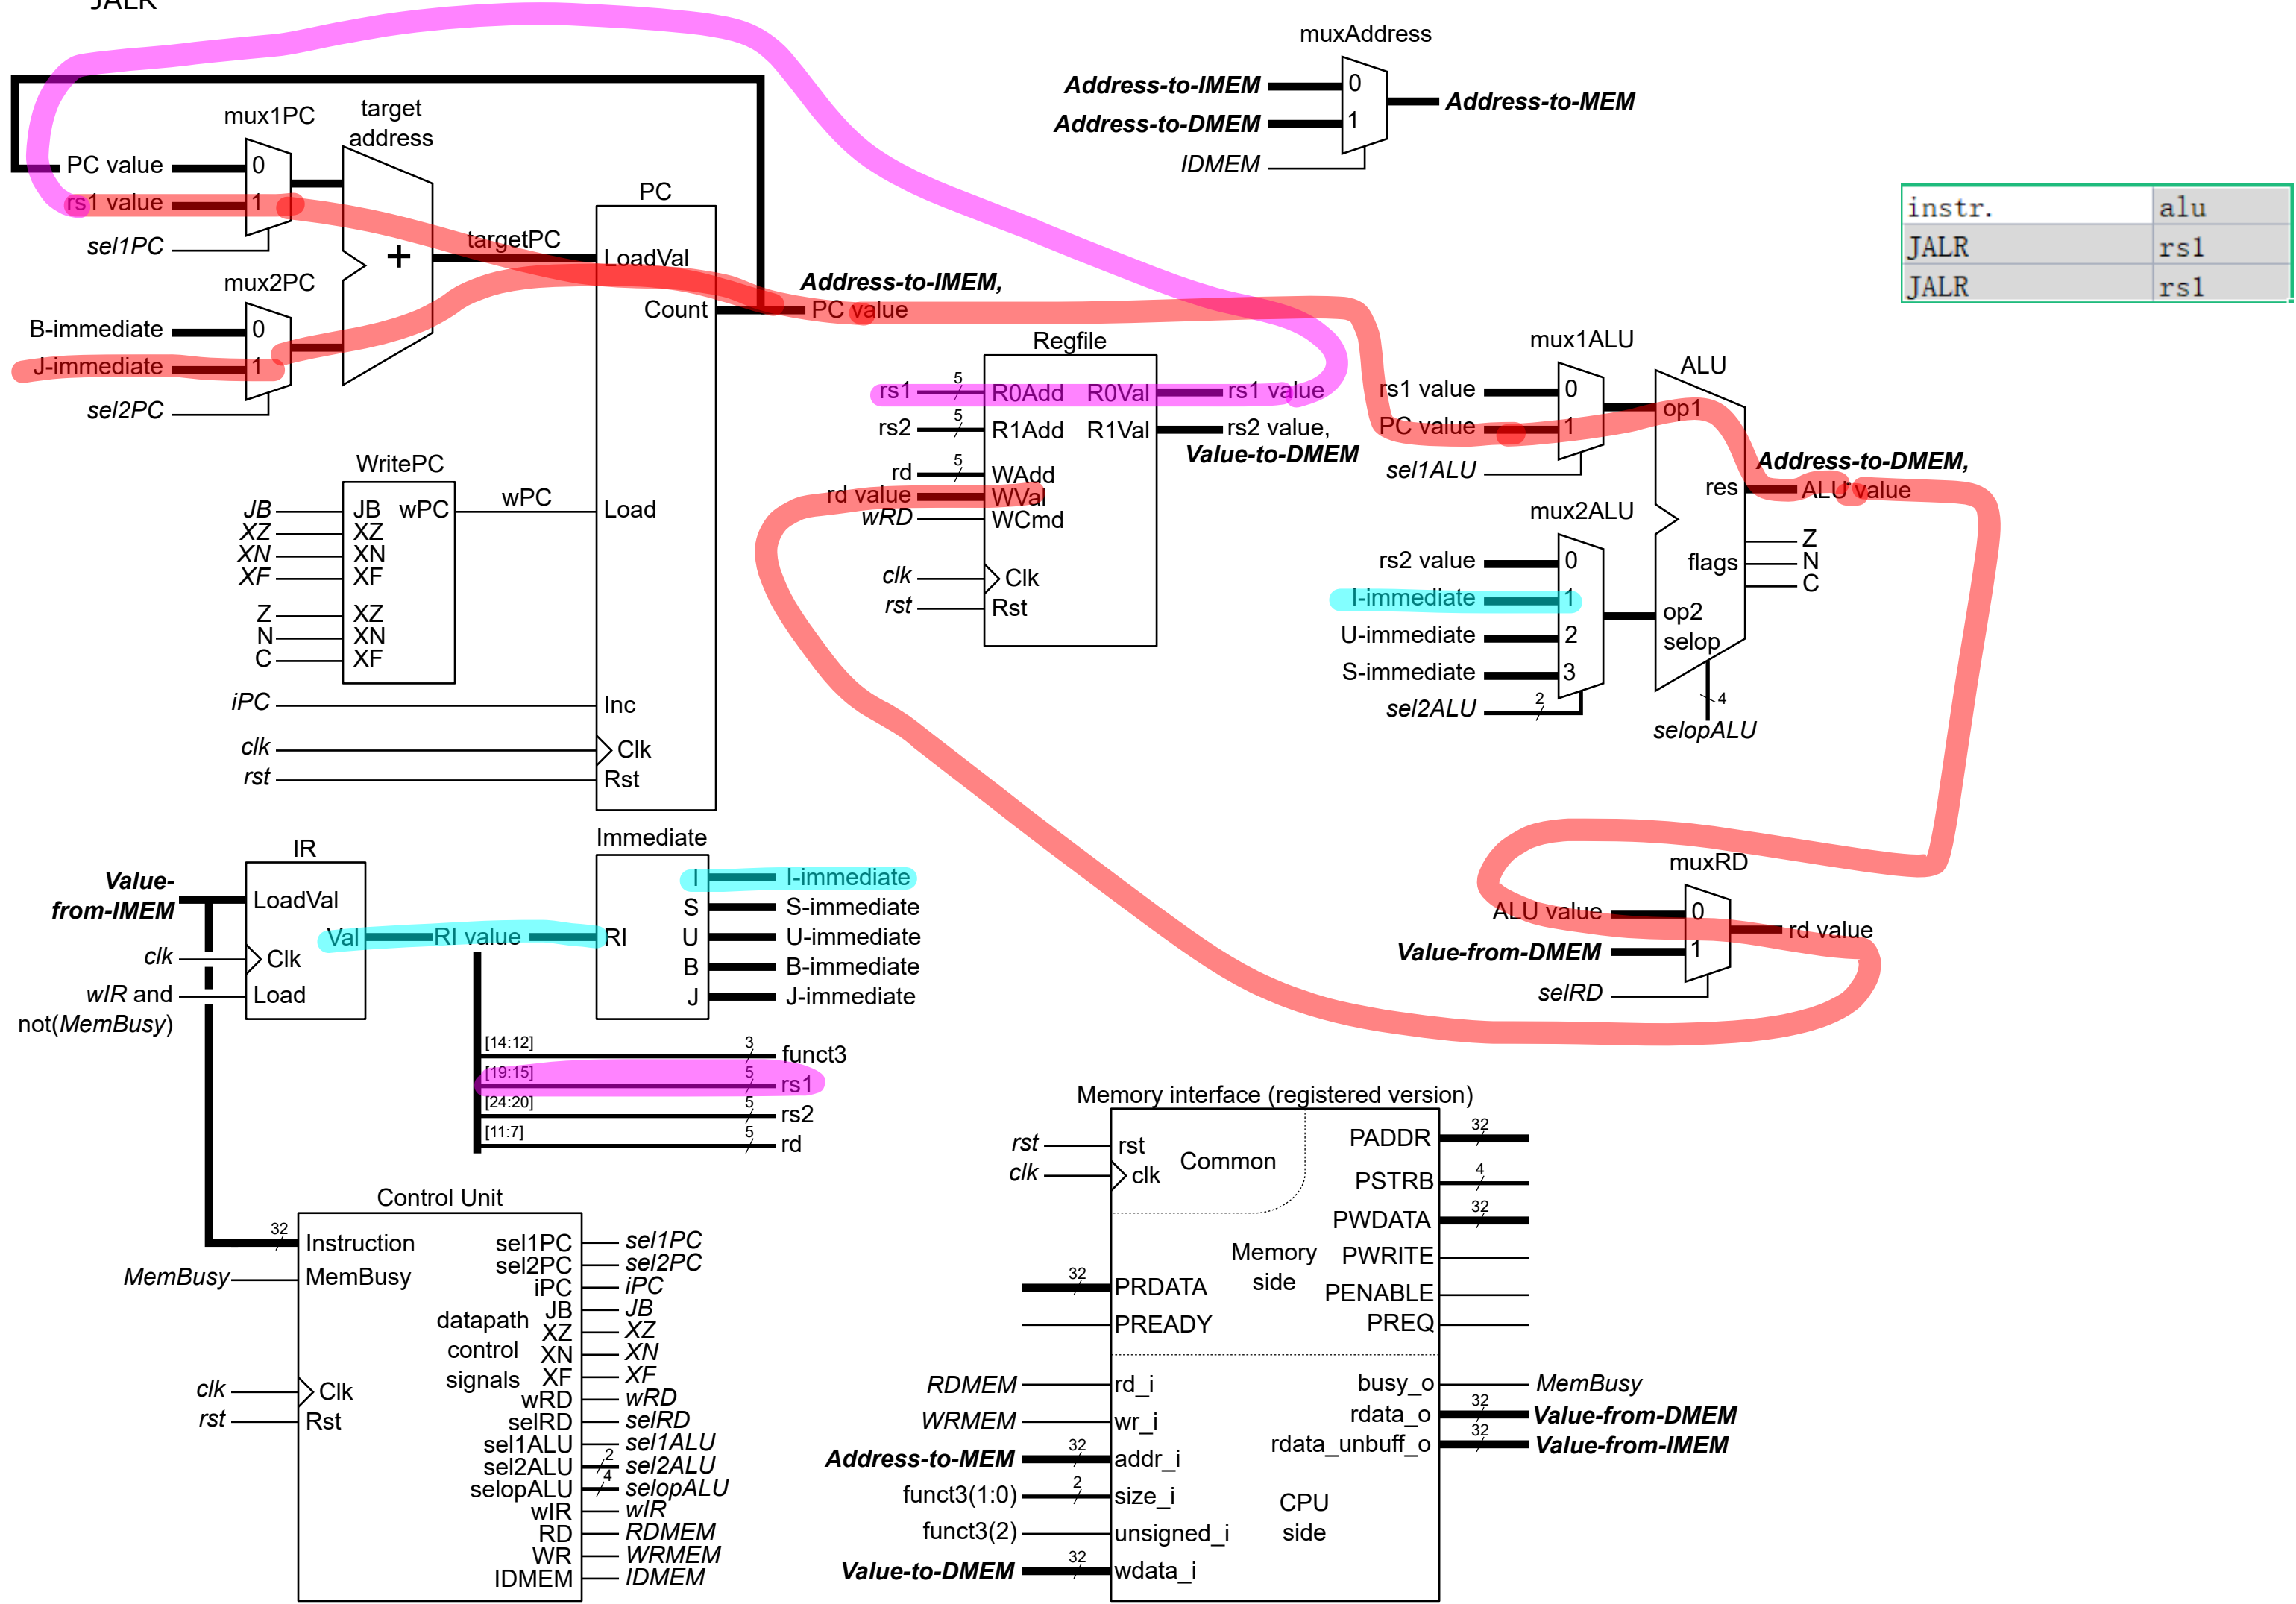 JALR
muxAddress
Address-to-IMEM
0
Address-to-MEM
Address-to-DMEM
1
IDMEM
mux1PC
target
address
PC value
0
rs1 value
1
sel1PC
+
targetPC
mux2PC
B-immediate
0
J-immediate
1
sel2PC
PC
LoadVal
Count
Address-to-IMEM,
PC value
Load
Inc
Clk
Rst
WritePC
JB
JB
wPC
wPC
XZ
XZ
XN
XN
XF
XF
Z
XZ
N
XN
C
XF
iPC
clk
rst
Regfile
rs1
5
R0Add
R0Val
rs1 value
rs2
5
R1Add
R1Val
rs2 value,
Value-to-DMEM
rd
5
WAdd
rd value
WVal
wRD
WCmd
clk
Clk
rst
Rst
instr.
alu
JALR
rs1
JALR
rs1
mux1ALU
rs1 value
0
PC value
1
sel1ALU
mux2ALU
rs2 value
0
I-immediate
1
U-immediate
2
S-immediate
3
sel2ALU
2
ALU
op1
res
flags
op2
selop
4
selopALU
Address-to-DMEM,
ALU value
Z
N
C
muxRD
ALU value
0
rd value
Value-from-DMEM
1
selRD
IR
Value-
from-IMEM
LoadVal
Val
RI value
clk
Clk
wIR and
not(MemBusy)
Load
Immediate
RI
I
I-immediate
S
S-immediate
U
U-immediate
B
B-immediate
J
J-immediate
[14:12]
3
funct3
[19:15]
5
rs1
[24:20]
5
rs2
[11:7]
5
rd
Control Unit
32
Instruction
MemBusy
MemBusy
datapath
control
signals
clk
Clk
rst
Rst
sel1PC
sel1PC
sel2PC
sel2PC
iPC
iPC
JB
JB
XZ
XZ
XN
XN
XF
XF
wRD
wRD
selRD
selRD
sel1ALU
sel1ALU
sel2ALU
2
sel2ALU
selopALU
4
selopALU
wIR
wIR
RD
RDMEM
WR
WRMEM
IDMEM
IDMEM
Memory interface (registered version)
rst
rst
clk
clk
Common
PADDR
32
PSTRB
4
PWDATA
32
Memory
side
PWRITE
32
PRDATA
PENABLE
PREADY
PREQ
RDMEM
rd_i
busy_o
MemBusy
WRMEM
wr_i
rdata_o
32
Value-from-DMEM
Address-to-MEM
32
addr_i
rdata_unbuff_o
32
Value-from-IMEM
funct3(1:0)
2
size_i
CPU
side
funct3(2)
unsigned_i
Value-to-DMEM
32
wdata_i